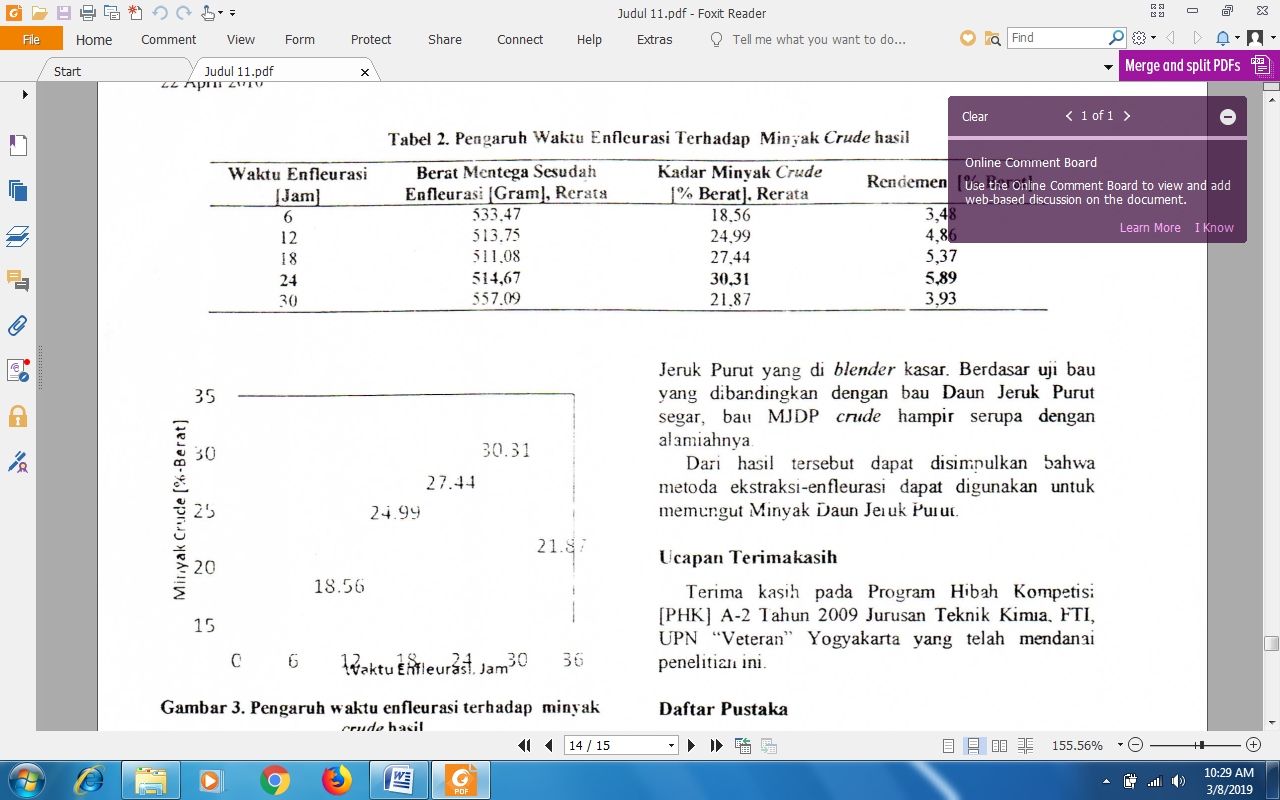 Judul 11.pdf - Foxit Reader
File Home Comment View Form Protect Share Connect Help Extras Tell me what you want to do... Find
Start Judul 11.pdf x Merge and split PDFs
22 April 2010
Clear 1 of 1
Online Comment Board
Use the Online Comment Board to view and add
web-based discussion on the document.
Learn More I Know
Tabel 2. Pengaruh Waktu Enfleurasi Terhadap Minyak Crude hasil
Waktu Enfleurasi Berat Mentega Sesudah Kadar Minyak Crude Rendemen [% Berat]
[Jam] Enfleurasi [Gram], Rerata [% Berat], Rerata
6 533,47 18,56 3,48
12 513,75 24,99 4,86
18 511,08 27,44 5,37
24 514,67 30,31 5,89
30 557,09 21,87 3,93
35
30
25
20
15
Minyak Crude [%-Berat]
30.31
27.44
24.99
21.87
18.56
0 6 12 18 24 30 36
Waktu Enfleurasi, Jam
Gambar 3. Pengaruh waktu enfleurasi terhadap minyak
crude hasil
Jeruk Purut yang di blender kasar. Berdasar uji bau
yang dibandingkan dengan bau Daun Jeruk Purut
segar, bau MJDP crude hampir serupa dengan
alamiahnya.
Dari hasil tersebut dapat disimpulkan bahwa
metoda ekstraksi-enfleurasi dapat digunakan untuk
memungut Minyak Daun Jeruk Purut.
Ucapan Terimakasih
Terima kasih pada Program Hibah Kompetisi
[PHK] A-2 Tahun 2009 Jurusan Teknik Kimia, FTI,
UPN “Veteran” Yogyakarta yang telah mendanai
penelitian ini.
Daftar Pustaka
14 / 15 155.56%
10:29 AM
3/8/2019